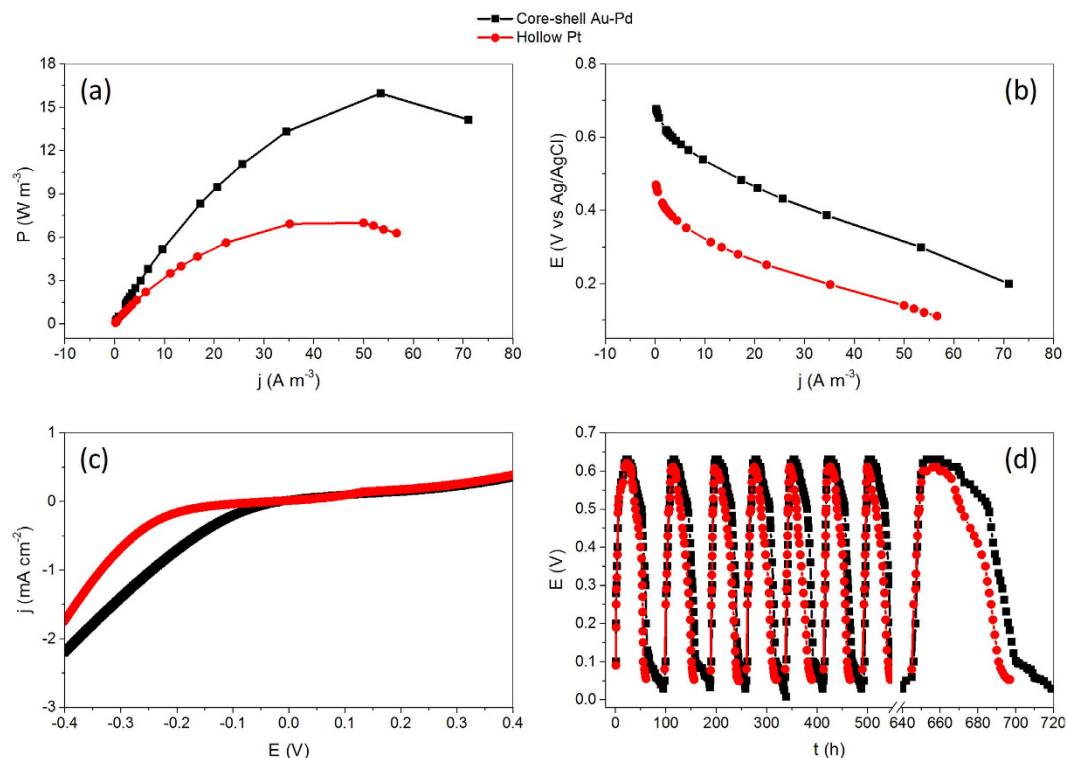 Core-shell Au-Pd
Hollow Pt
(a)
P (W m⁻³)
18
15
12
9
6
3
0
-10 0 10 20 30 40 50 60 70 80
j (A m⁻³)
(b)
E (V vs Ag/AgCl)
0.8
0.6
0.4
0.2
-10 0 10 20 30 40 50 60 70 80
j (A m⁻³)
(c)
j (mA cm⁻²)
1
0
-1
-2
-3
-0.4 -0.3 -0.2 -0.1 0.0 0.1 0.2 0.3 0.4
E (V)
(d)
E (V)
0.7
0.6
0.5
0.4
0.3
0.2
0.1
0.0
0 100 200 300 400 500 640 660 680 700 720
t (h)